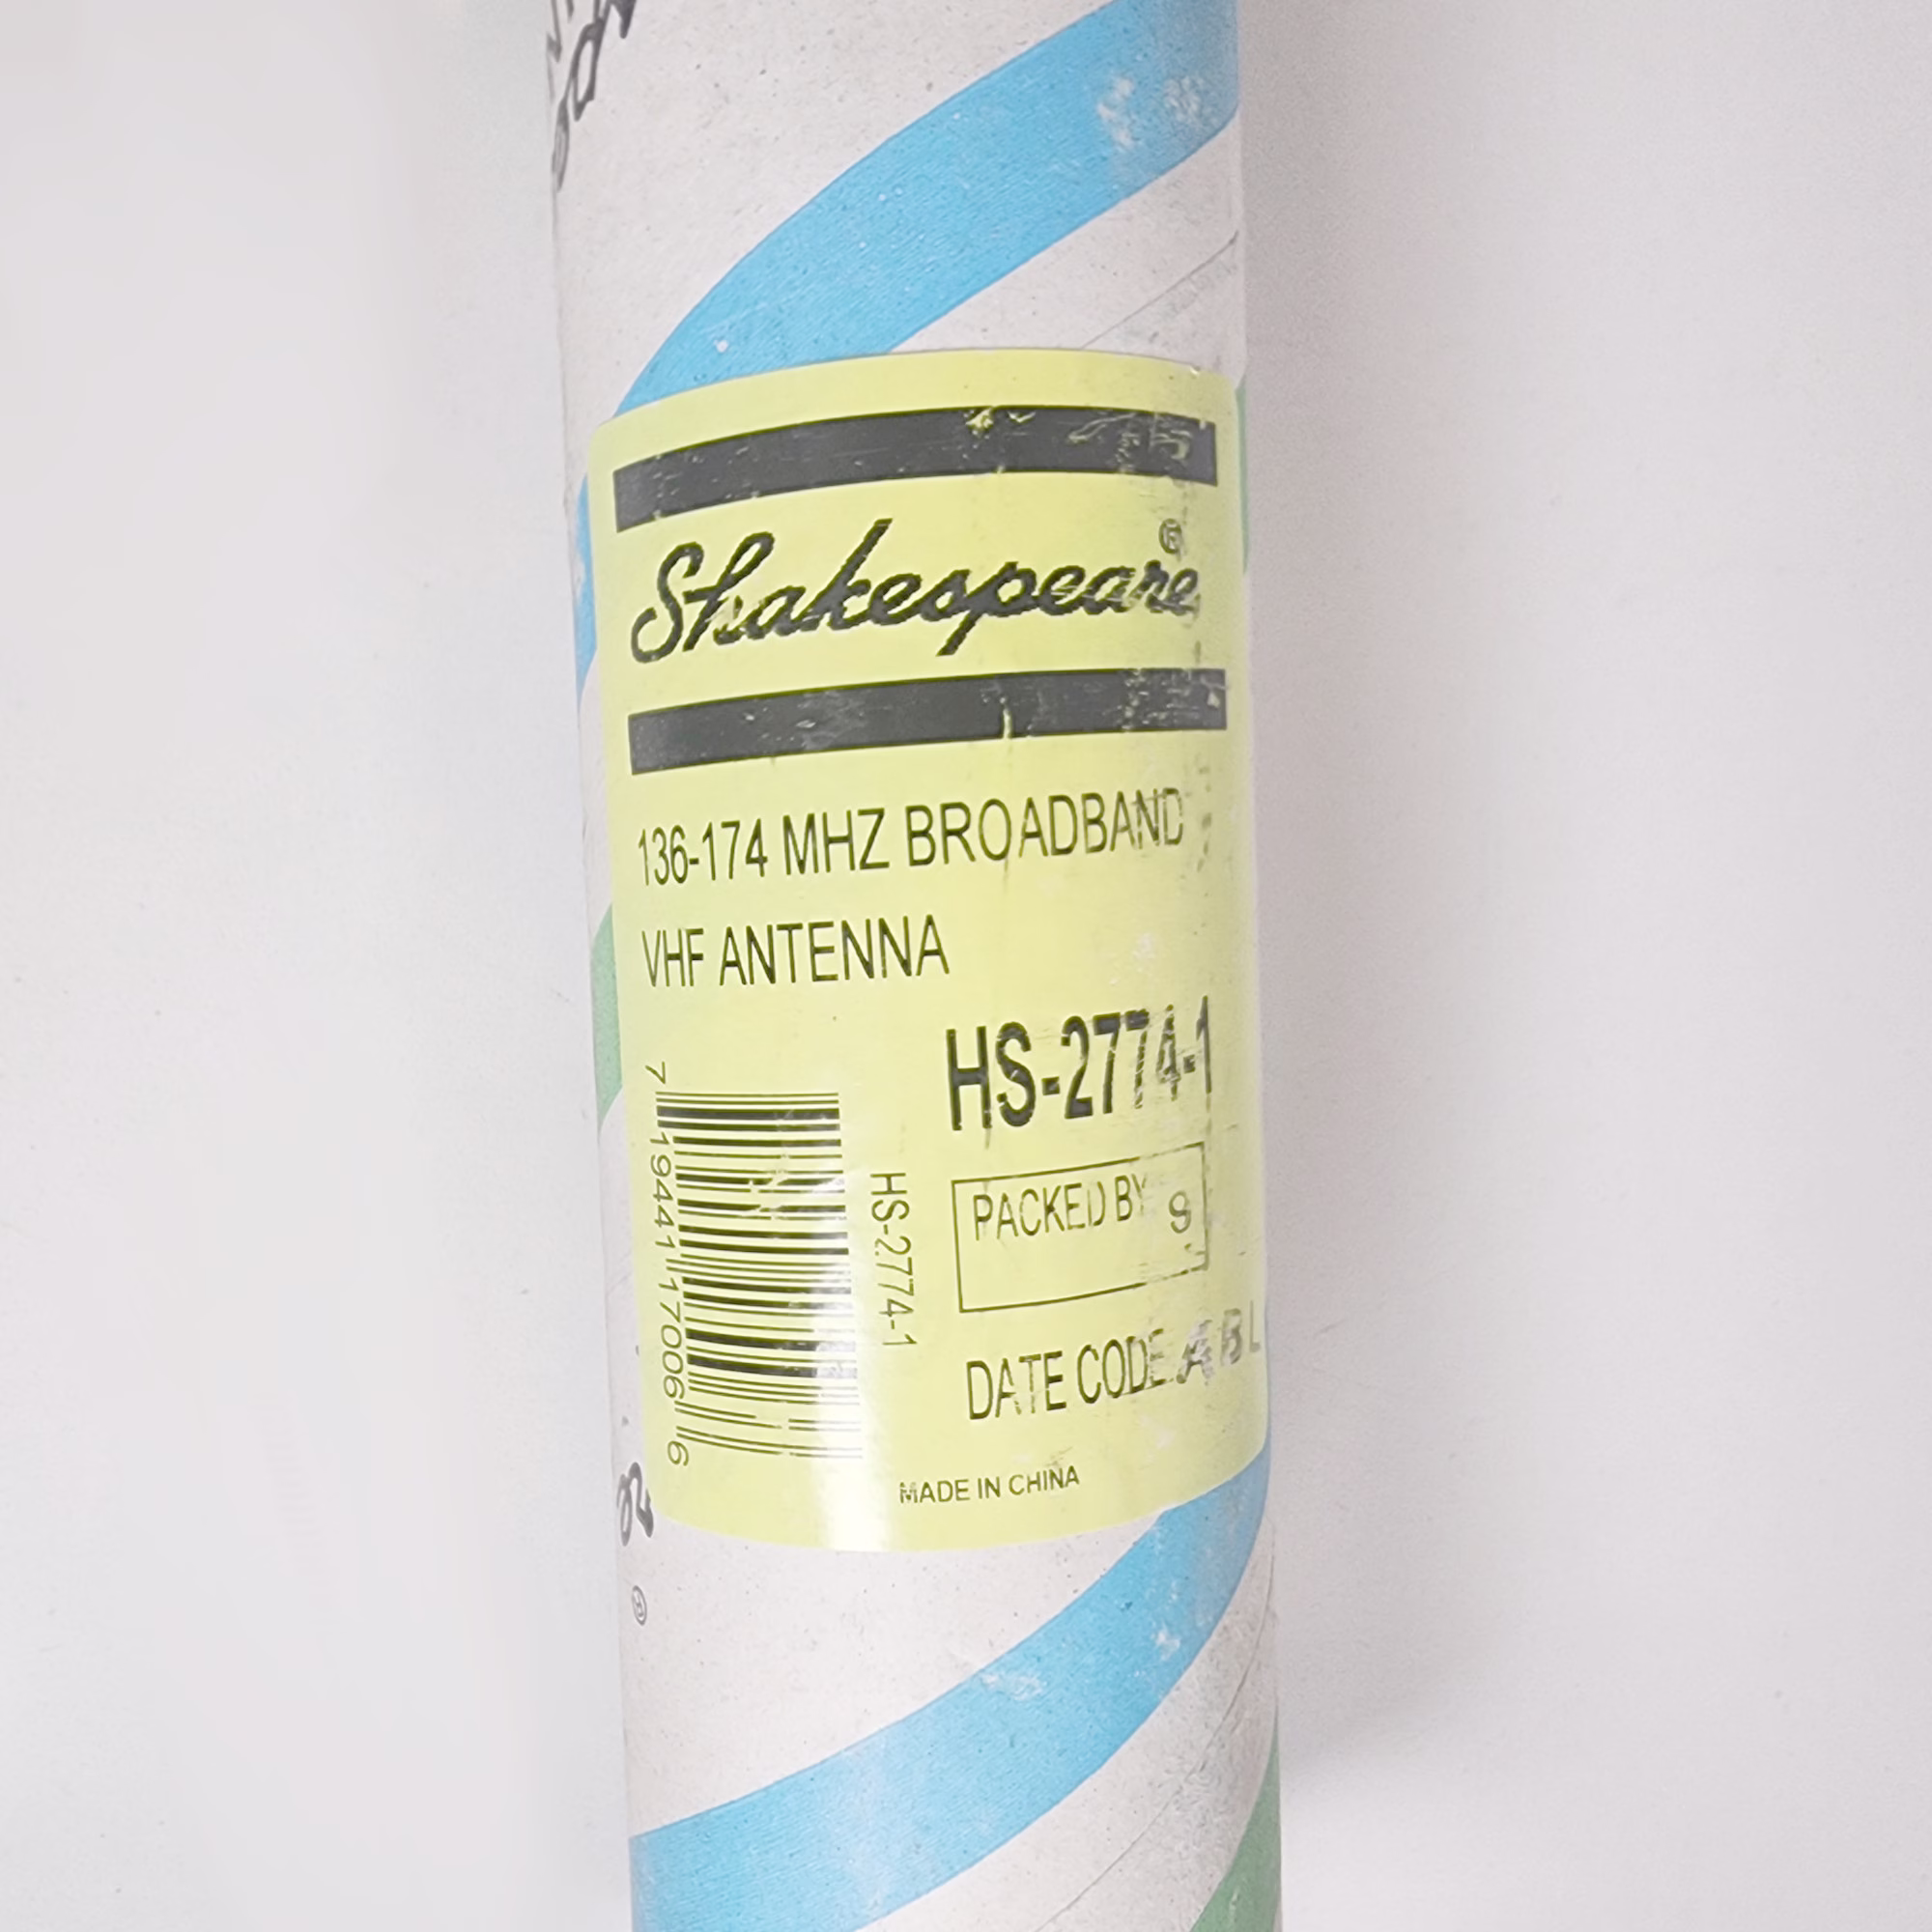 Shakespeare®
136-174 MHZ BROADBAND
VHF ANTENNA
HS-2774-1
7 19441 17006 6
HS-2774-1
PACKED BY 9
DATE CODE ABL
MADE IN CHINA
®